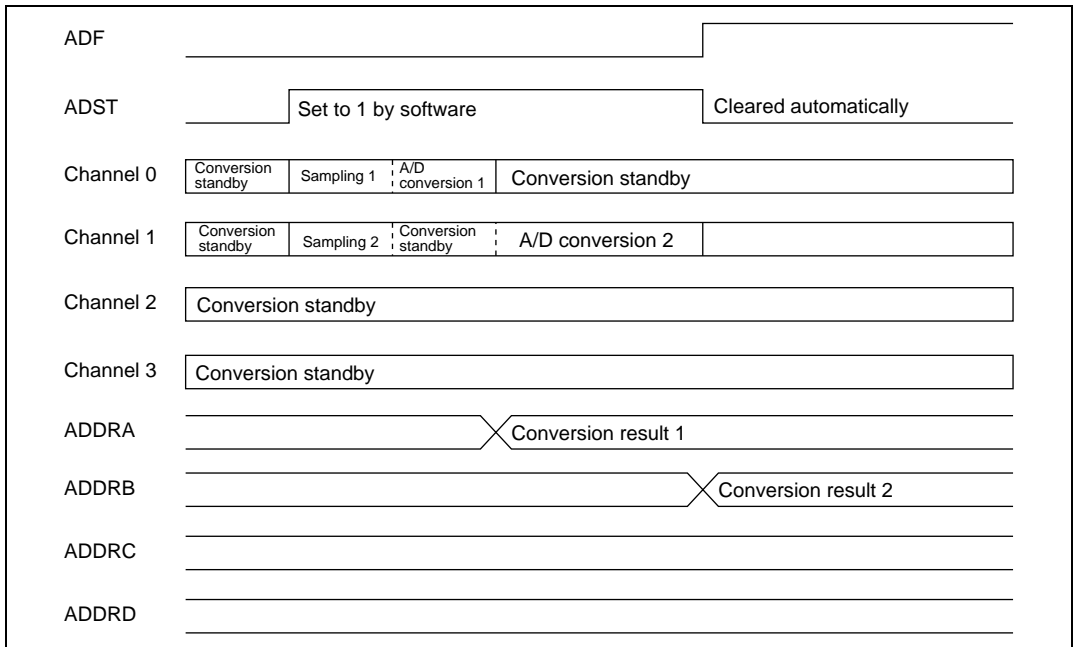 ADF
ADST
Set to 1 by software
Cleared automatically
Channel 0
Conversion
standby
Sampling 1
A/D
conversion 1
Conversion standby
Channel 1
Conversion
standby
Sampling 2
Conversion
standby
A/D conversion 2
Channel 2
Conversion standby
Channel 3
Conversion standby
ADDRA
Conversion result 1
ADDRB
Conversion result 2
ADDRC
ADDRD